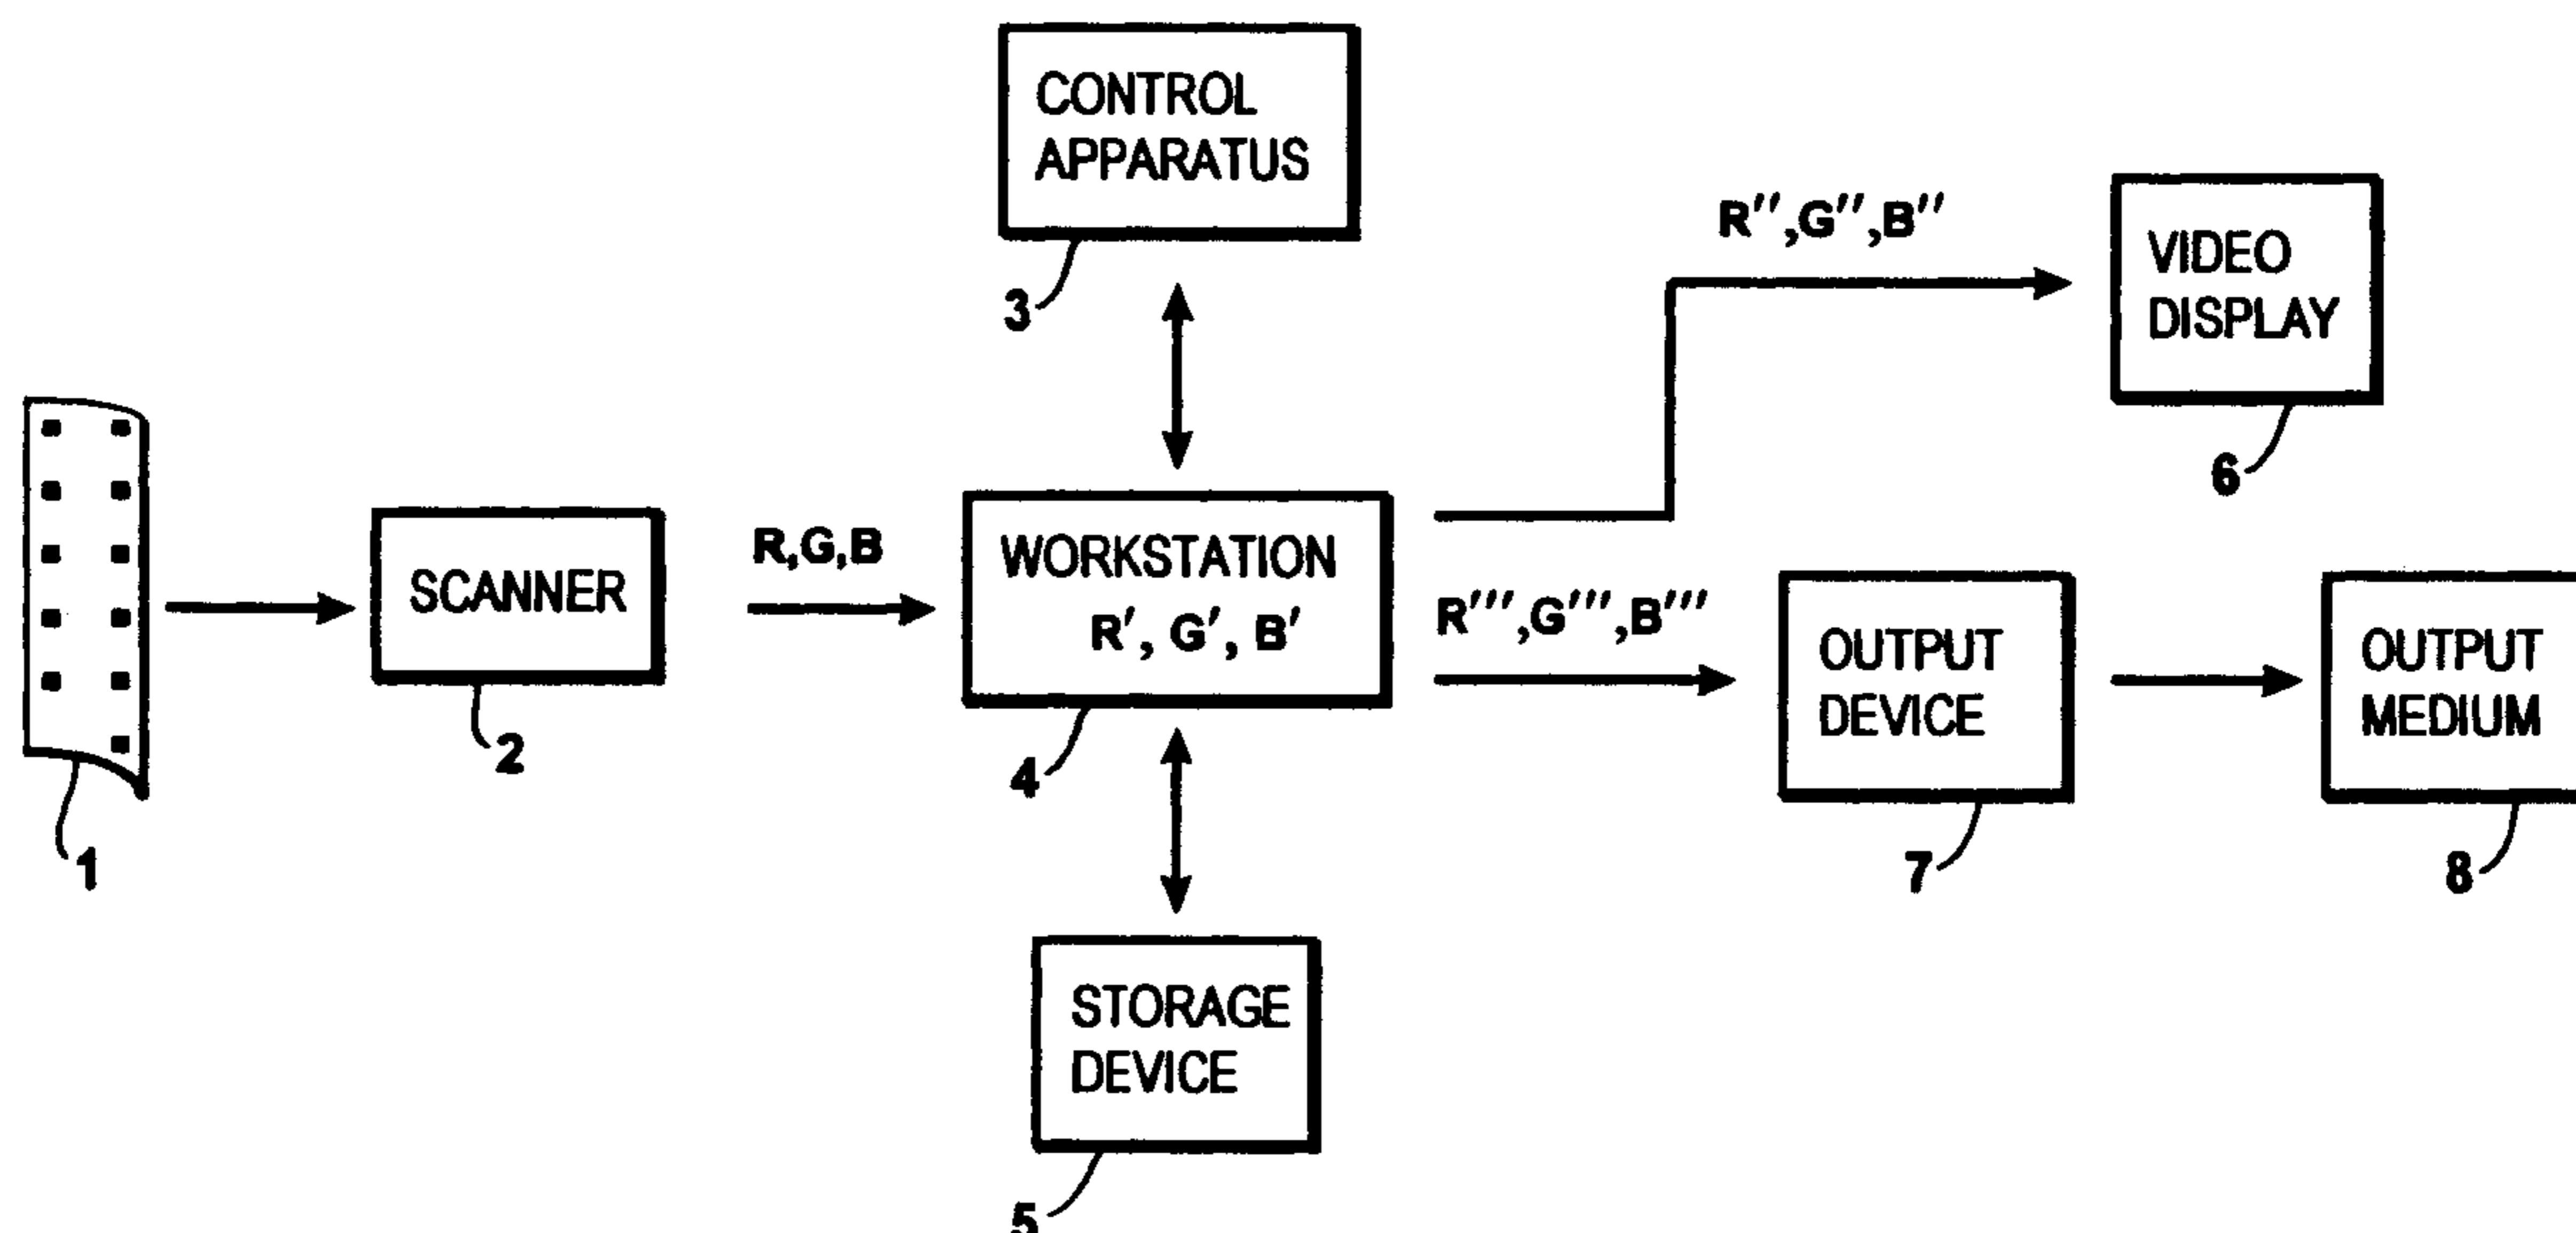 CONTROL
APPARATUS
3
R'',G'',B''
VIDEO
DISPLAY
6
1
SCANNER
2
R,G,B
WORKSTATION
R', G', B'
4
R''',G''',B'''
OUTPUT
DEVICE
7
OUTPUT
MEDIUM
8
STORAGE
DEVICE
5